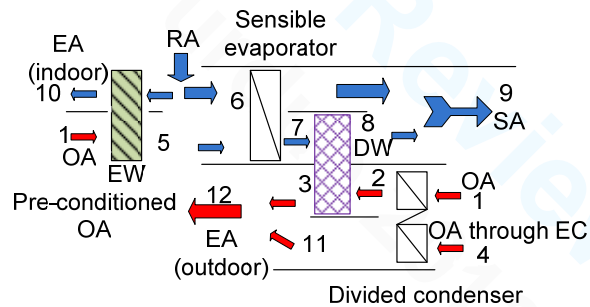 Sensible
evaporator
EA
(indoor)
RA
10
6
9
SA
1
OA
5
7
8
DW
EW
Pre-conditioned
OA
12
3
2
OA
1
EA
(outdoor)
11
OA through EC
4
Divided condenser
Review